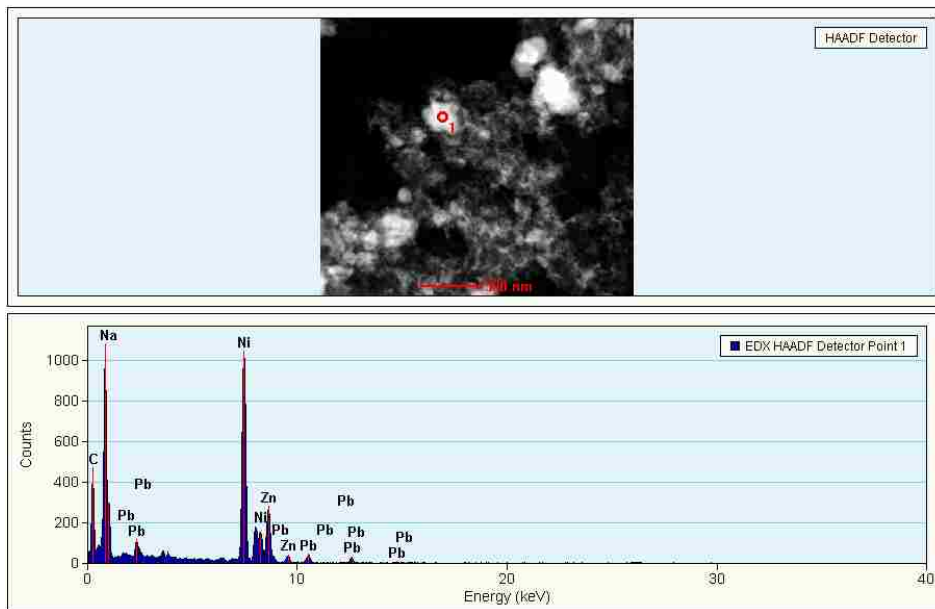 HAADF Detector
1
100 nm
EDX HAADF Detector Point 1
Na
Ni
1000
800
600
C
400
Pb
Zn
Pb
Pb
Ni
Pb
Pb
Pb
Pb
200
Pb
Zn
Pb
Pb
Pb
0
0
10
20
30
40
Counts
Energy (keV)